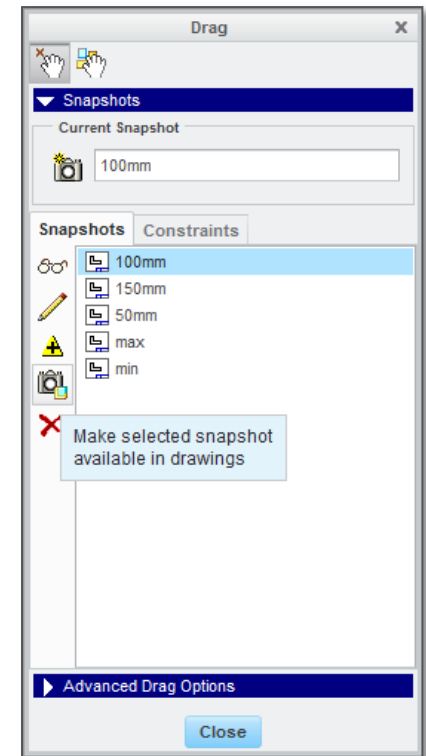 Drag
Snapshots
Current Snapshot
100mm
Snapshots Constraints
100mm
150mm
50mm
max
min
Make selected snapshot
available in drawings
Advanced Drag Options
Close